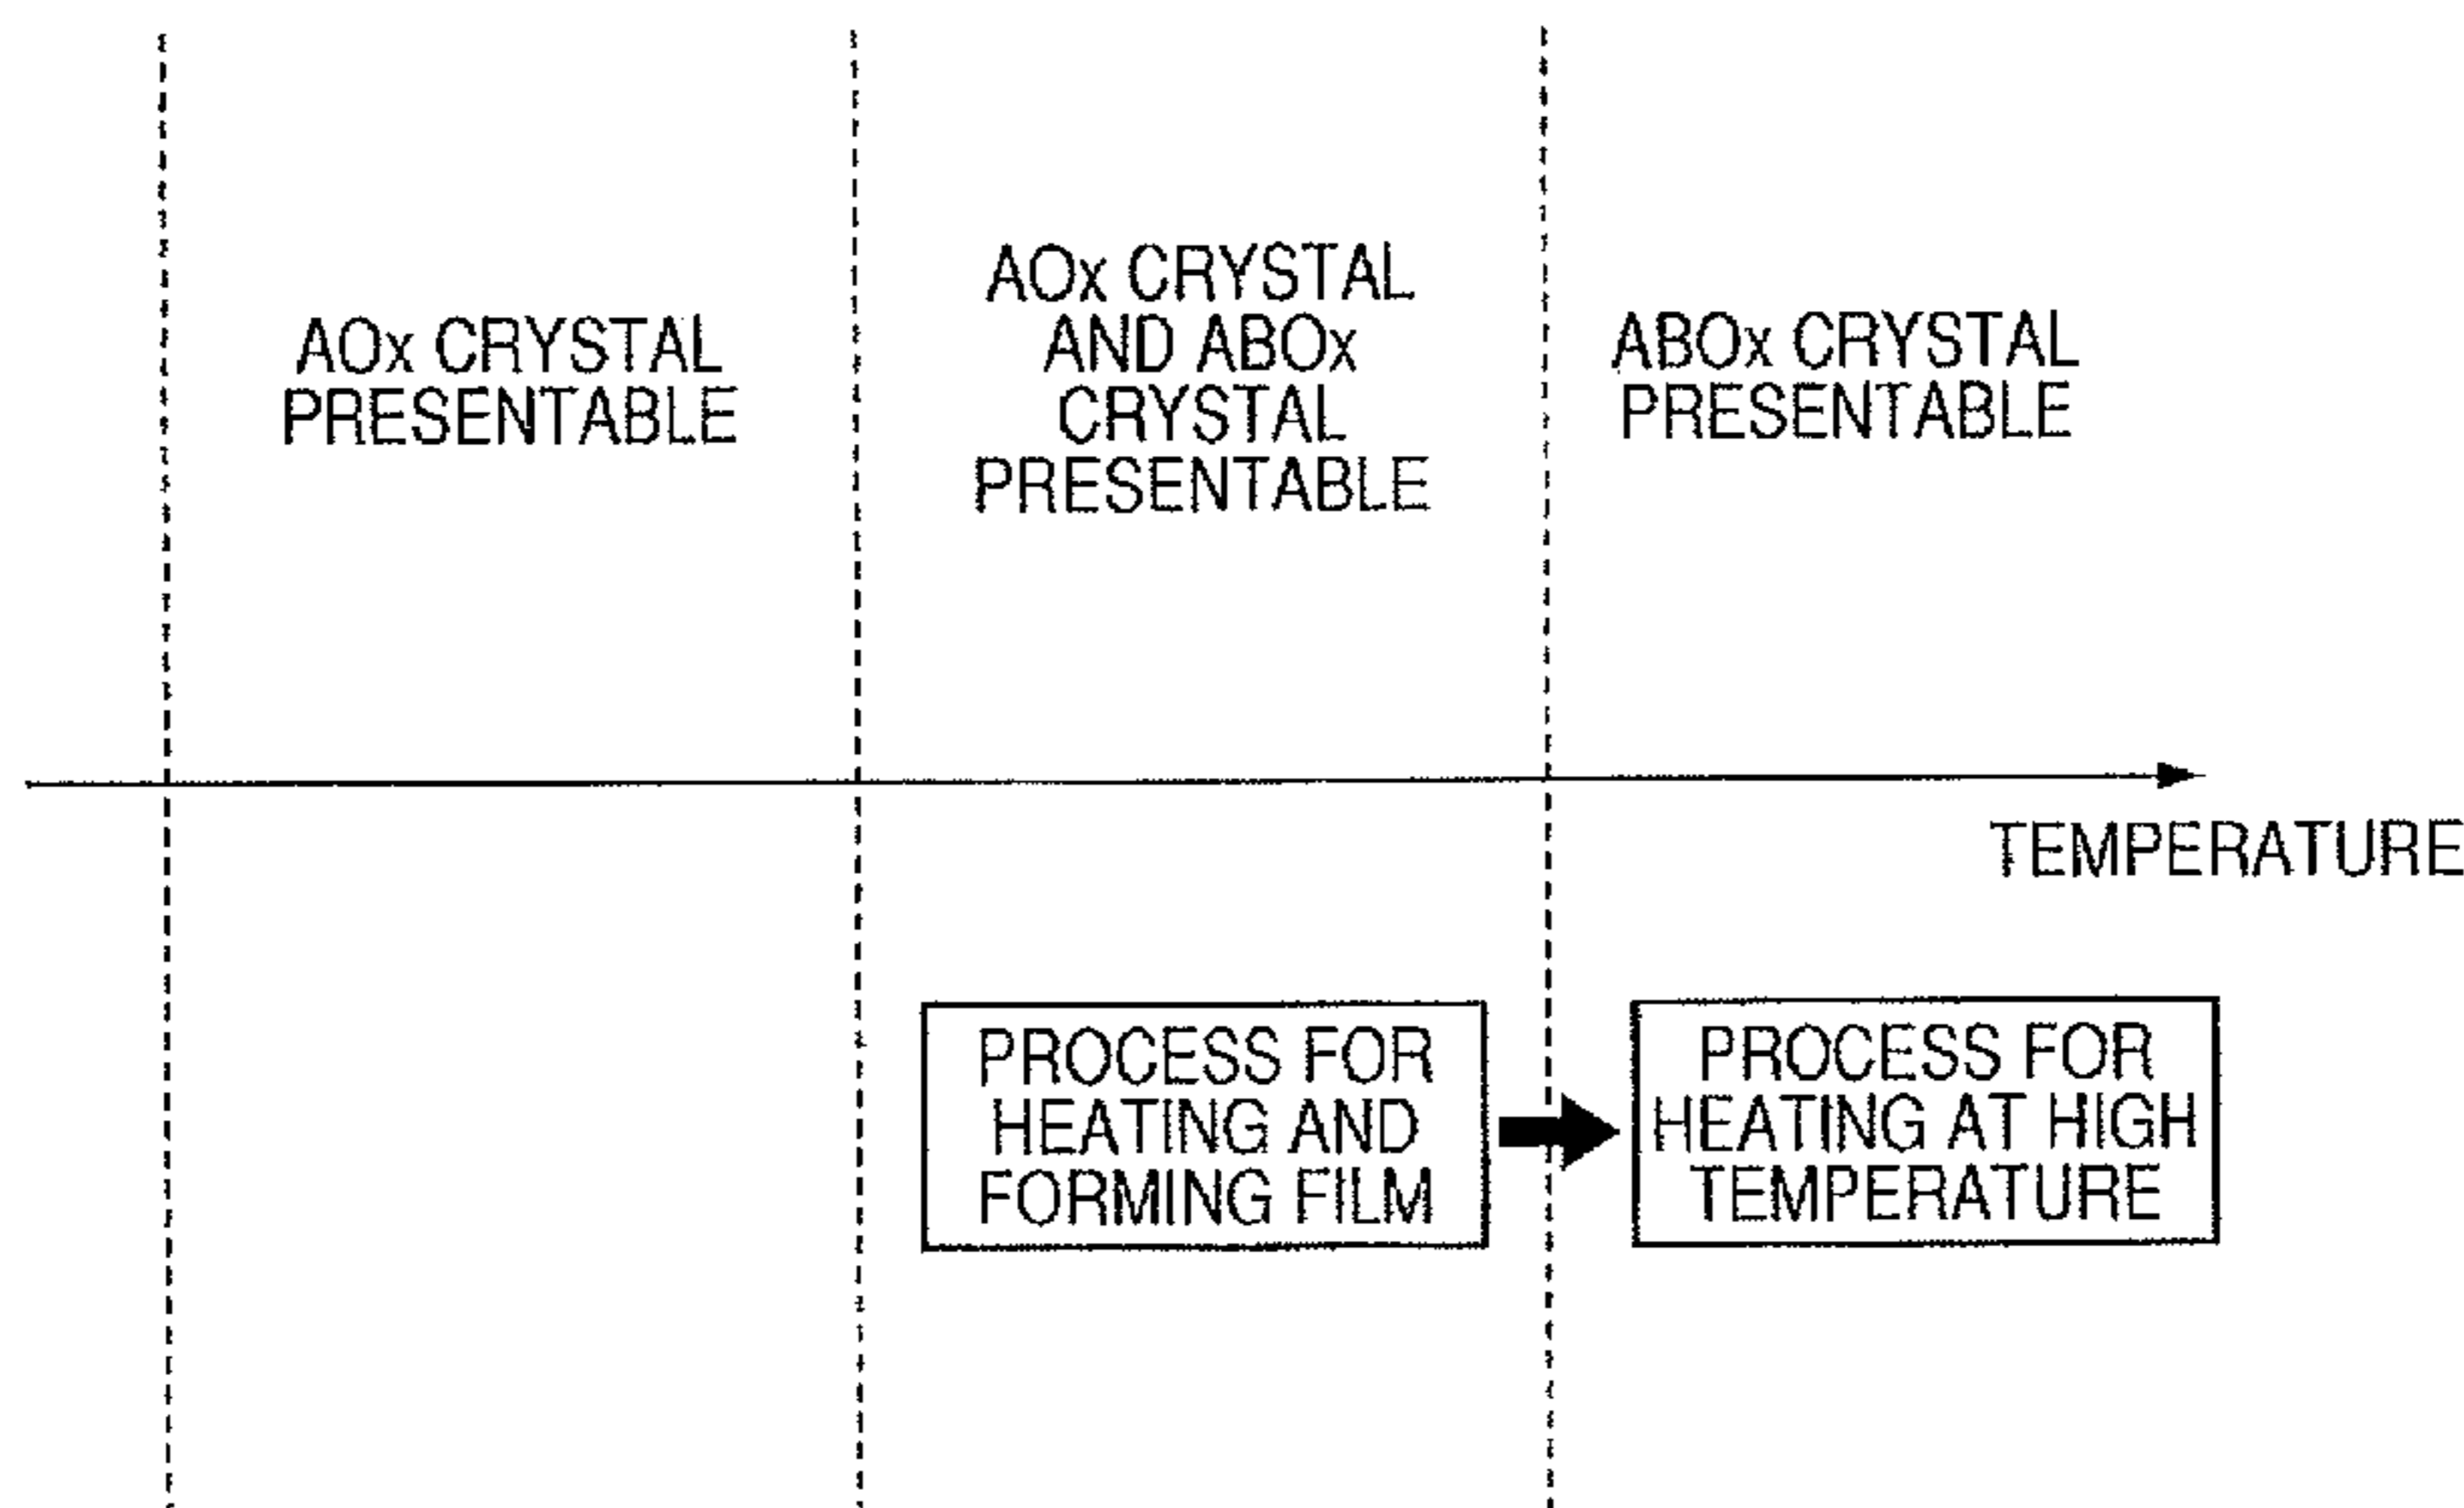 AOx CRYSTAL
PRESENTABLE
AOx CRYSTAL
AND ABOx
CRYSTAL
PRESENTABLE
ABOx CRYSTAL
PRESENTABLE
TEMPERATURE
PROCESS FOR
HEATING AND
FORMING FILM
PROCESS FOR
HEATING AT HIGH
TEMPERATURE